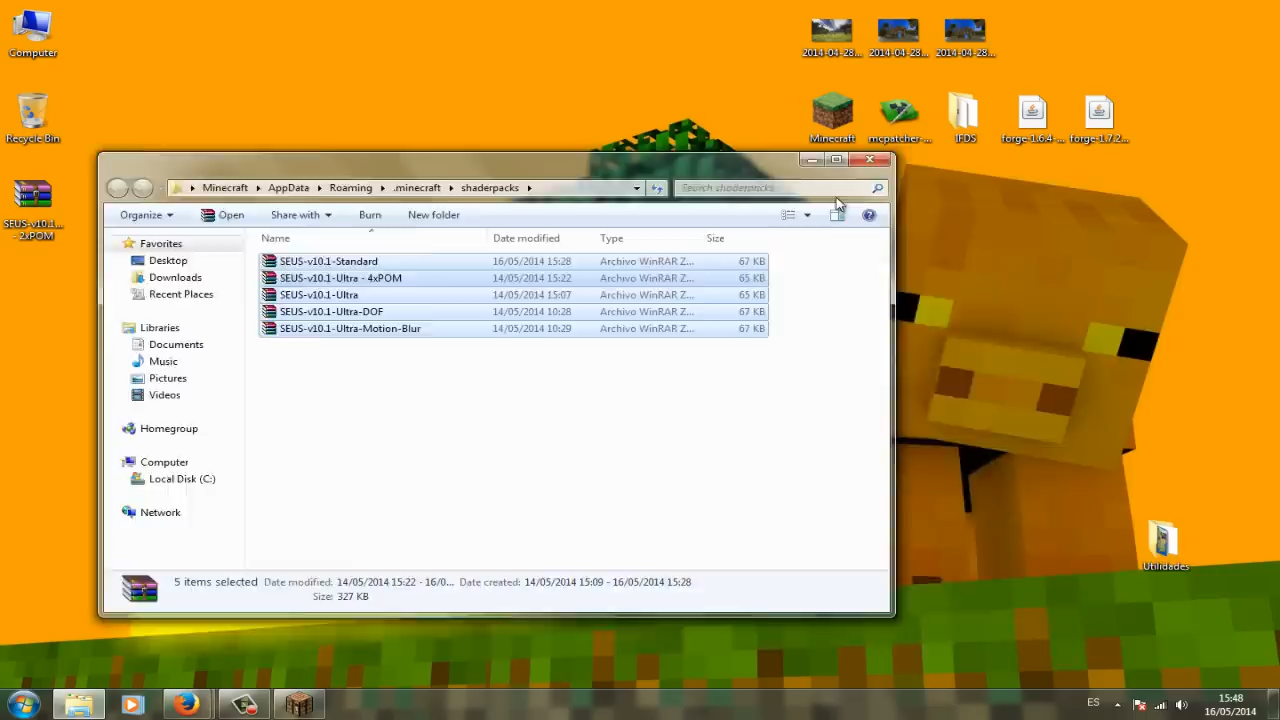 Computer
2014-04-28...
2014-04-28...
2014-04-28...
Recycle Bin
Minecraft
mcpatcher-...
IFDS
forge-1.6.4-...
forge-1.7.2...
SEUS-v10.1...
- 2xPOM
Minecraft
AppData
Roaming
.minecraft
shaderpacks
Search shaderpacks
Organize
Open
Share with
Burn
New folder
Name
Date modified
Type
Size
Favorites
Desktop
Downloads
Recent Places
Libraries
Documents
Music
Pictures
Videos
Homegroup
Computer
Local Disk (C:)
Network
SEUS-v10.1-Standard 16/05/2014 15:28 Archivo WinRAR Z... 67 KB
SEUS-v10.1-Ultra - 4xPOM 14/05/2014 15:22 Archivo WinRAR Z... 65 KB
SEUS-v10.1-Ultra 14/05/2014 15:07 Archivo WinRAR Z... 65 KB
SEUS-v10.1-Ultra-DOF 14/05/2014 10:28 Archivo WinRAR Z... 67 KB
SEUS-v10.1-Ultra-Motion-Blur 14/05/2014 10:29 Archivo WinRAR Z... 67 KB
5 items selected Date modified: 14/05/2014 15:22 - 16/0... Date created: 14/05/2014 15:09 - 16/05/2014 15:28
Size: 327 KB
Utilidades
ES
15:48
16/05/2014